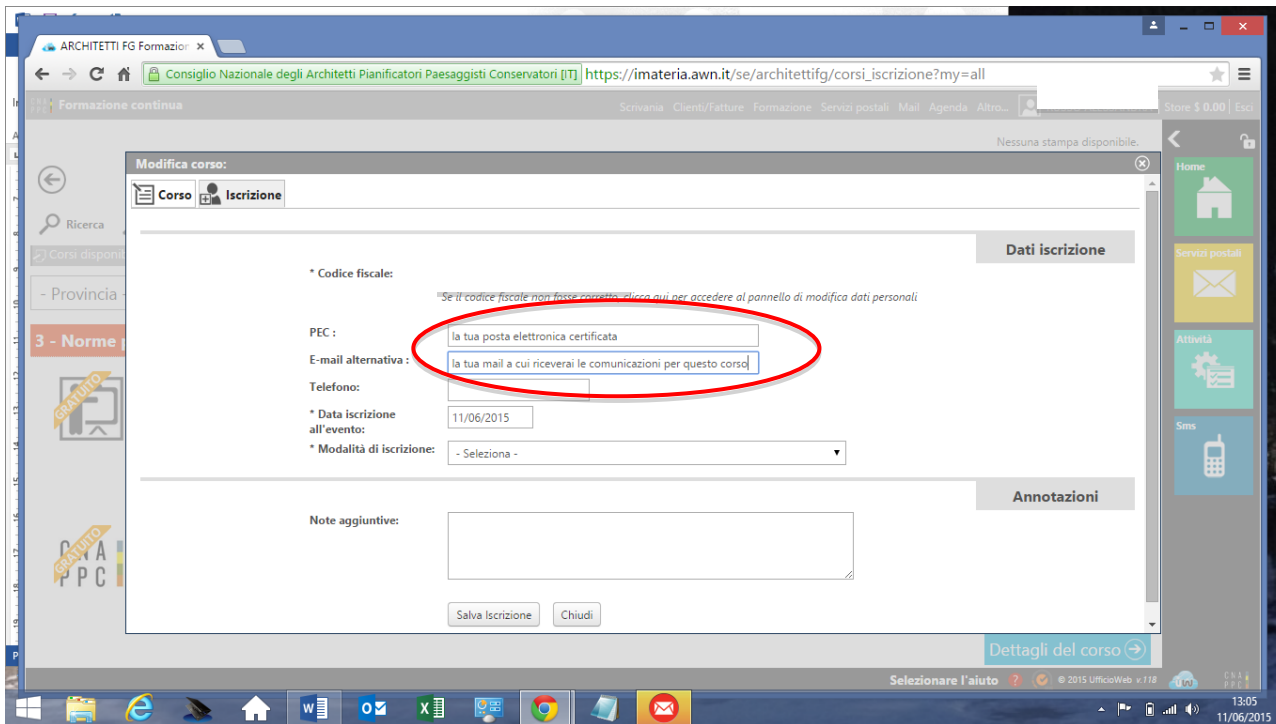 ARCHITETTI FG Formazion
Consiglio Nazionale degli Architetti Pianificatori Paesaggisti Conservatori [IT] https://imateria.awn.it/se/architettifg/corsi_iscrizione?my=all
Formazione continua
Scrivania Clienti/Fatture Formazione Servizi postali Mail Agenda Altro... Store $ 0.00 | Esci
Nessuna stampa disponibile.
Modifica corso:
Corso Iscrizione
Home
Ricerca
Dati iscrizione
Corsi disponib
Servizi postali
* Codice fiscale:
Se il codice fiscale non fosse corretto, clicca qui per accedere al pannello di modifica dati personali
- Provincia -
PEC :
la tua posta elettronica certificata
3 - Norme p
Attività
E-mail alternativa :
la tua mail a cui riceverai le comunicazioni per questo corso
Telefono:
GRATUITO
* Data iscrizione
all'evento:
11/06/2015
Sms
* Modalità di iscrizione:
- Seleziona -
Annotazioni
Note aggiuntive:
GRATUITO
CNA
PPC
Salva Iscrizione Chiudi
Dettagli del corso
Selezionare l'aiuto © 2015 UfficioWeb v.118
CNA
PPC
13:05
11/06/2015